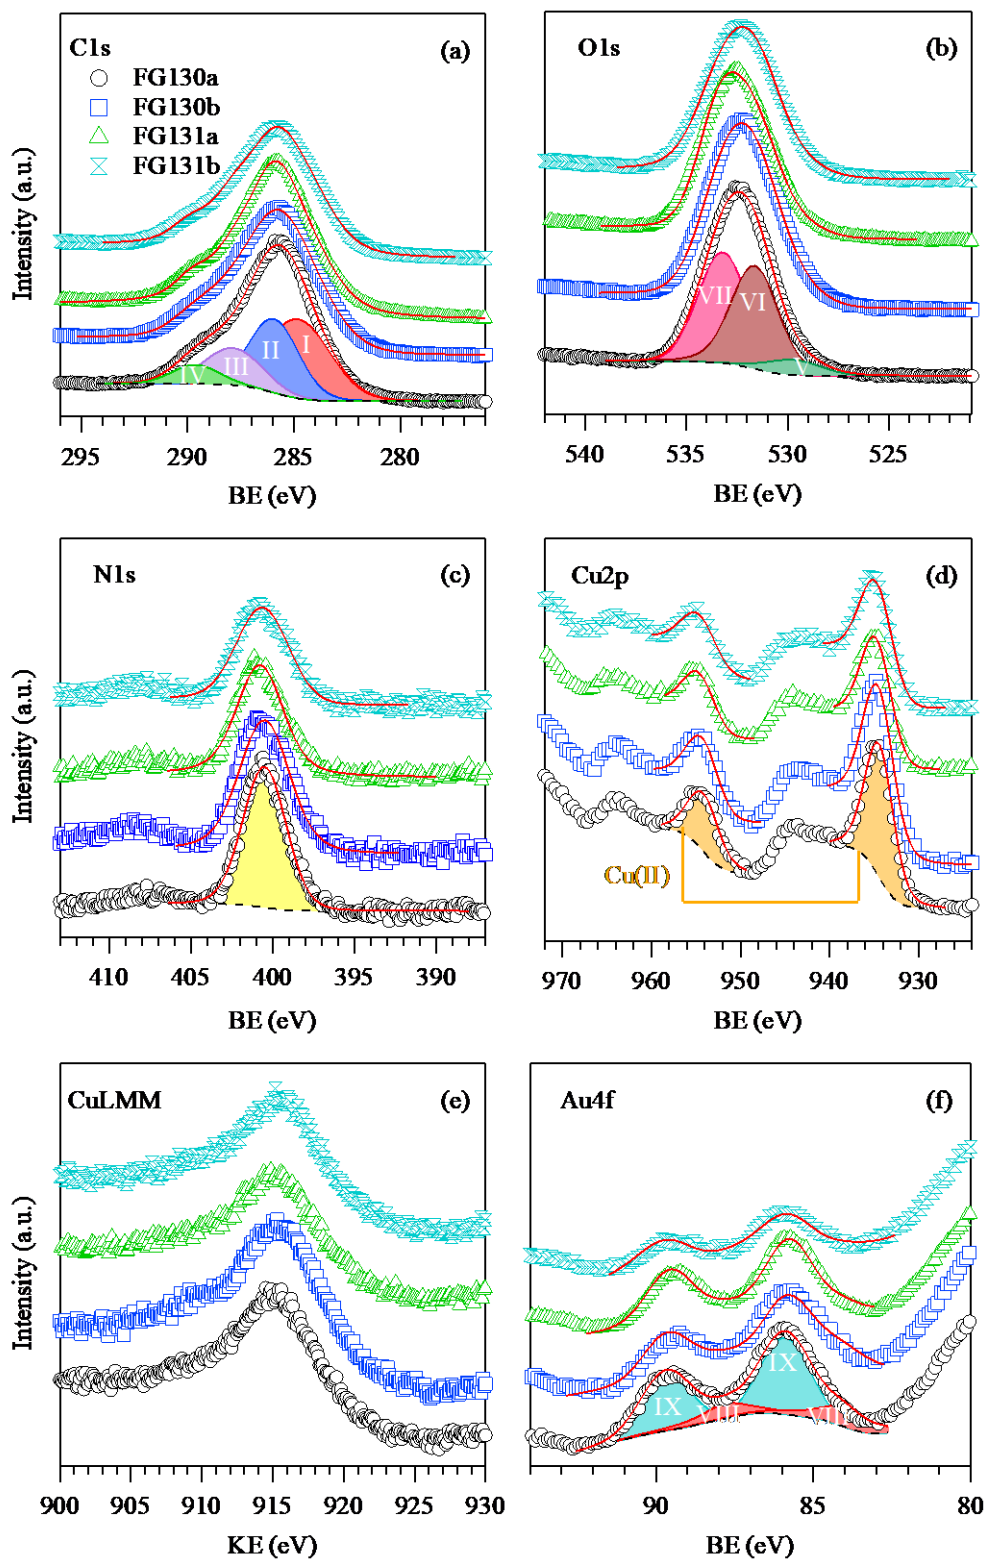 C1s
(a)
FG130a
FG130b
FG131a
FG131b
I
II
III
IV
Intensity (a.u.)
295 290 285 280
BE (eV)
O1s
(b)
VII
VI
V
540 535 530 525
BE (eV)
N1s
(c)
Intensity (a.u.)
410 405 400 395 390
BE (eV)
Cu2p
(d)
Cu(II)
970 960 950 940 930
BE (eV)
CuLMM
(e)
Intensity (a.u.)
900 905 910 915 920 925 930
KE (eV)
Au4f
(f)
IX
IX
VIII
90 85 80
BE (eV)